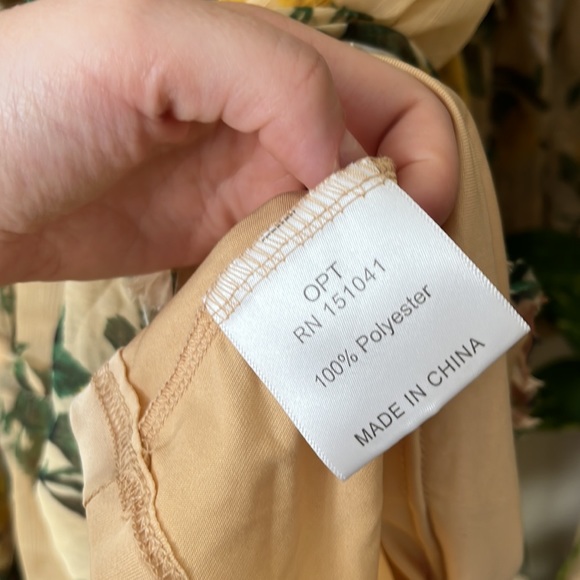 OPT
RN 151041
100% Polyester
MADE IN CHINA